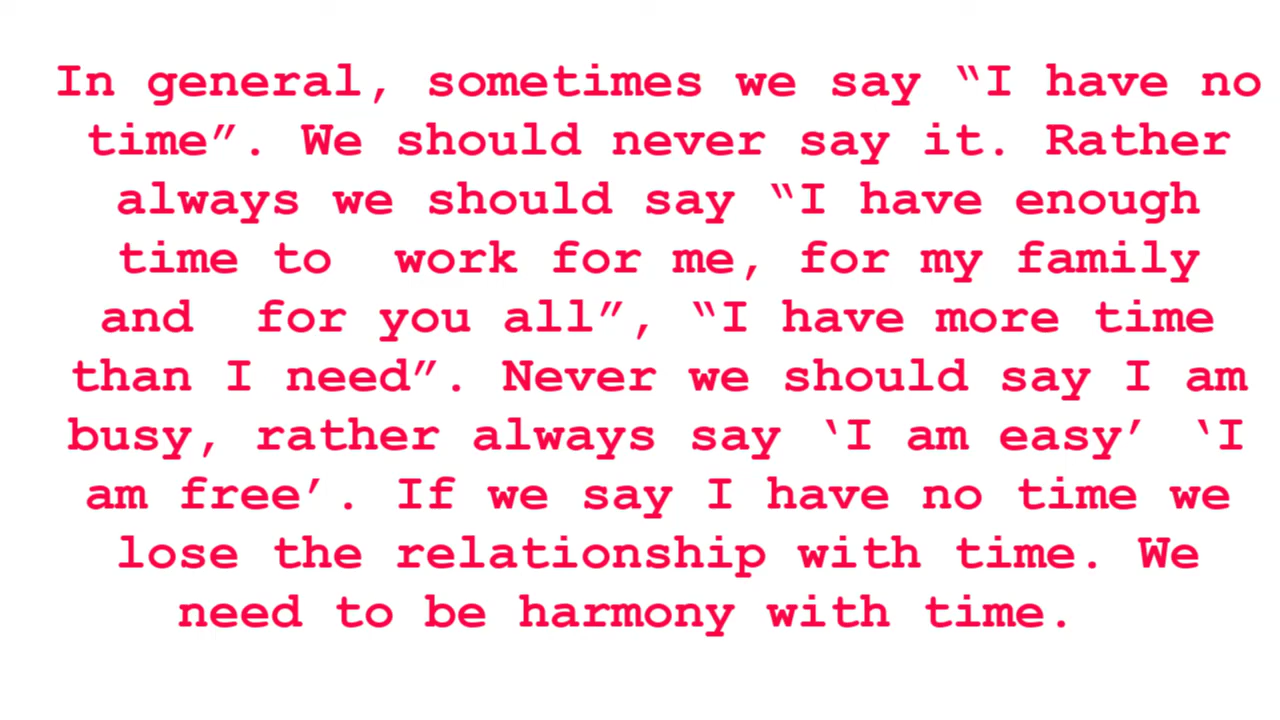 In general, sometimes we say “I have no
time”. We should never say it. Rather
always we should say “I have enough
time to  work for me, for my family
and  for you all”, “I have more time
than I need”. Never we should say I am
busy, rather always say ‘I am easy’ ‘I
am free’. If we say I have no time we
lose the relationship with time. We
need to be harmony with time.